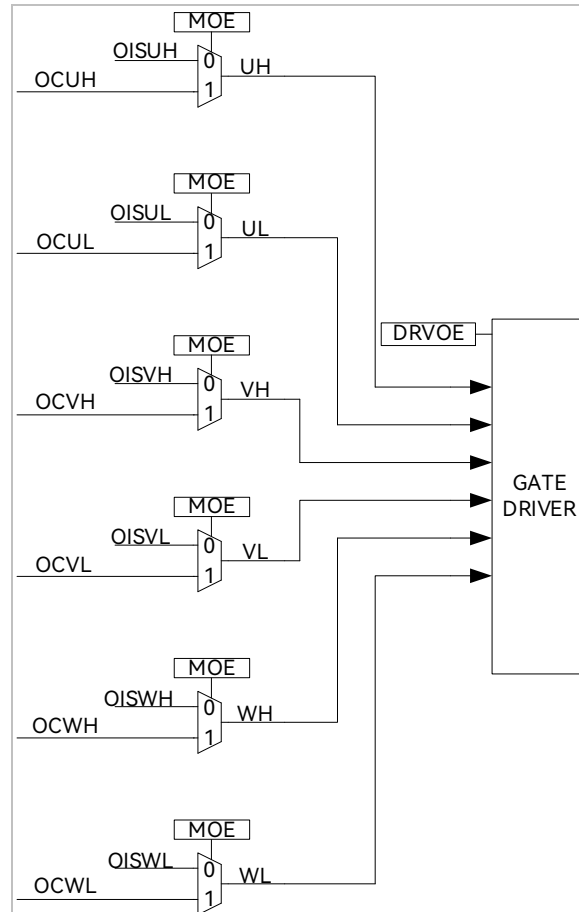 MOE
OISUH
0
UH
OCUH
1
MOE
OISUL
0
UL
OCUL
1
DRVOE
MOE
OISVH
0
VH
OCVH
1
GATE
DRIVER
MOE
OISVL
0
VL
OCVL
1
MOE
OISWH
0
WH
OCWH
1
MOE
OISWL
0
WL
OCWL
1